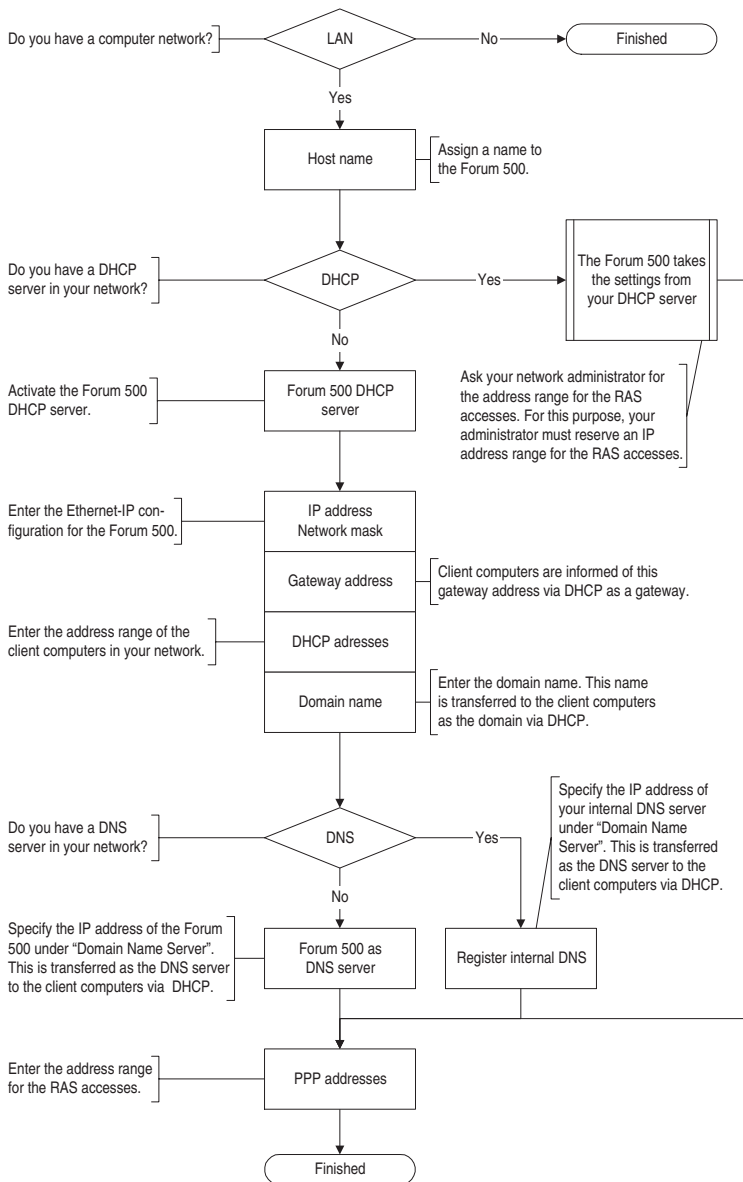 Do you have a computer network?
LAN
No
Finished
Yes
Host name
Assign a name to
the Forum 500.
Do you have a DHCP
server in your network?
DHCP
Yes
The Forum 500 takes
the settings from
your DHCP server
No
Ask your network administrator for
the address range for the RAS
accesses. For this purpose, your
administrator must reserve an IP
address range for the RAS accesses.
Activate the Forum 500
DHCP server.
Forum 500 DHCP
server
Enter the Ethernet-IP con-
figuration for the Forum 500.
IP address
Network mask
Gateway address
Client computers are informed of this
gateway address via DHCP as a gateway.
Enter the address range of the
client computers in your network.
DHCP adresses
Domain name
Enter the domain name. This name
is transferred to the client computers
as the domain via DHCP.
Specify the IP address of
your internal DNS server
under “Domain Name
Server”. This is transferred
as the DNS server to the
client computers via DHCP.
Do you have a DNS
server in your network?
DNS
Yes
No
Specify the IP address of the Forum
500 under “Domain Name Server”.
This is transferred as the DNS server
to the client computers via  DHCP.
Forum 500 as
DNS server
Register internal DNS
Enter the address range
for the RAS accesses.
PPP addresses
Finished